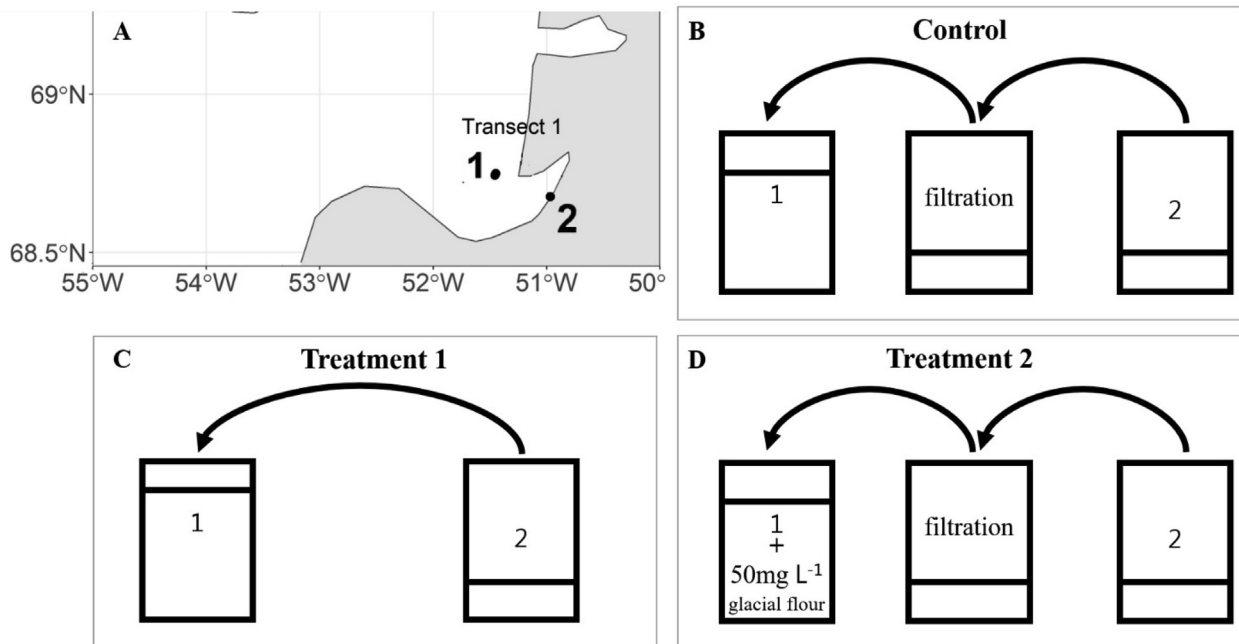 A
69°N
Transect 1
1
2
68.5°N
55°W 54°W 53°W 52°W 51°W 50°
B
Control
1
filtration
2
C
Treatment 1
1
2
D
Treatment 2
1
+
50mg L⁻¹
glacial flour
filtration
2